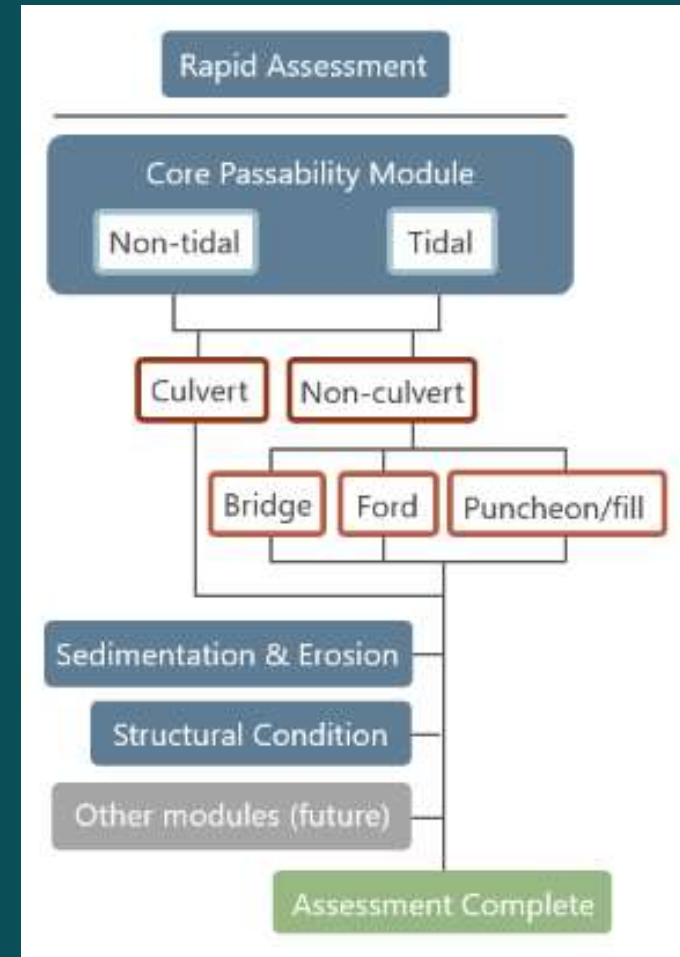 Rapid Assessment
Core Passability Module
Non-tidal
Tidal
Culvert
Non-culvert
Bridge
Ford
Puncheon/fill
Sedimentation & Erosion
Structural Condition
Other modules (future)
Assessment Complete